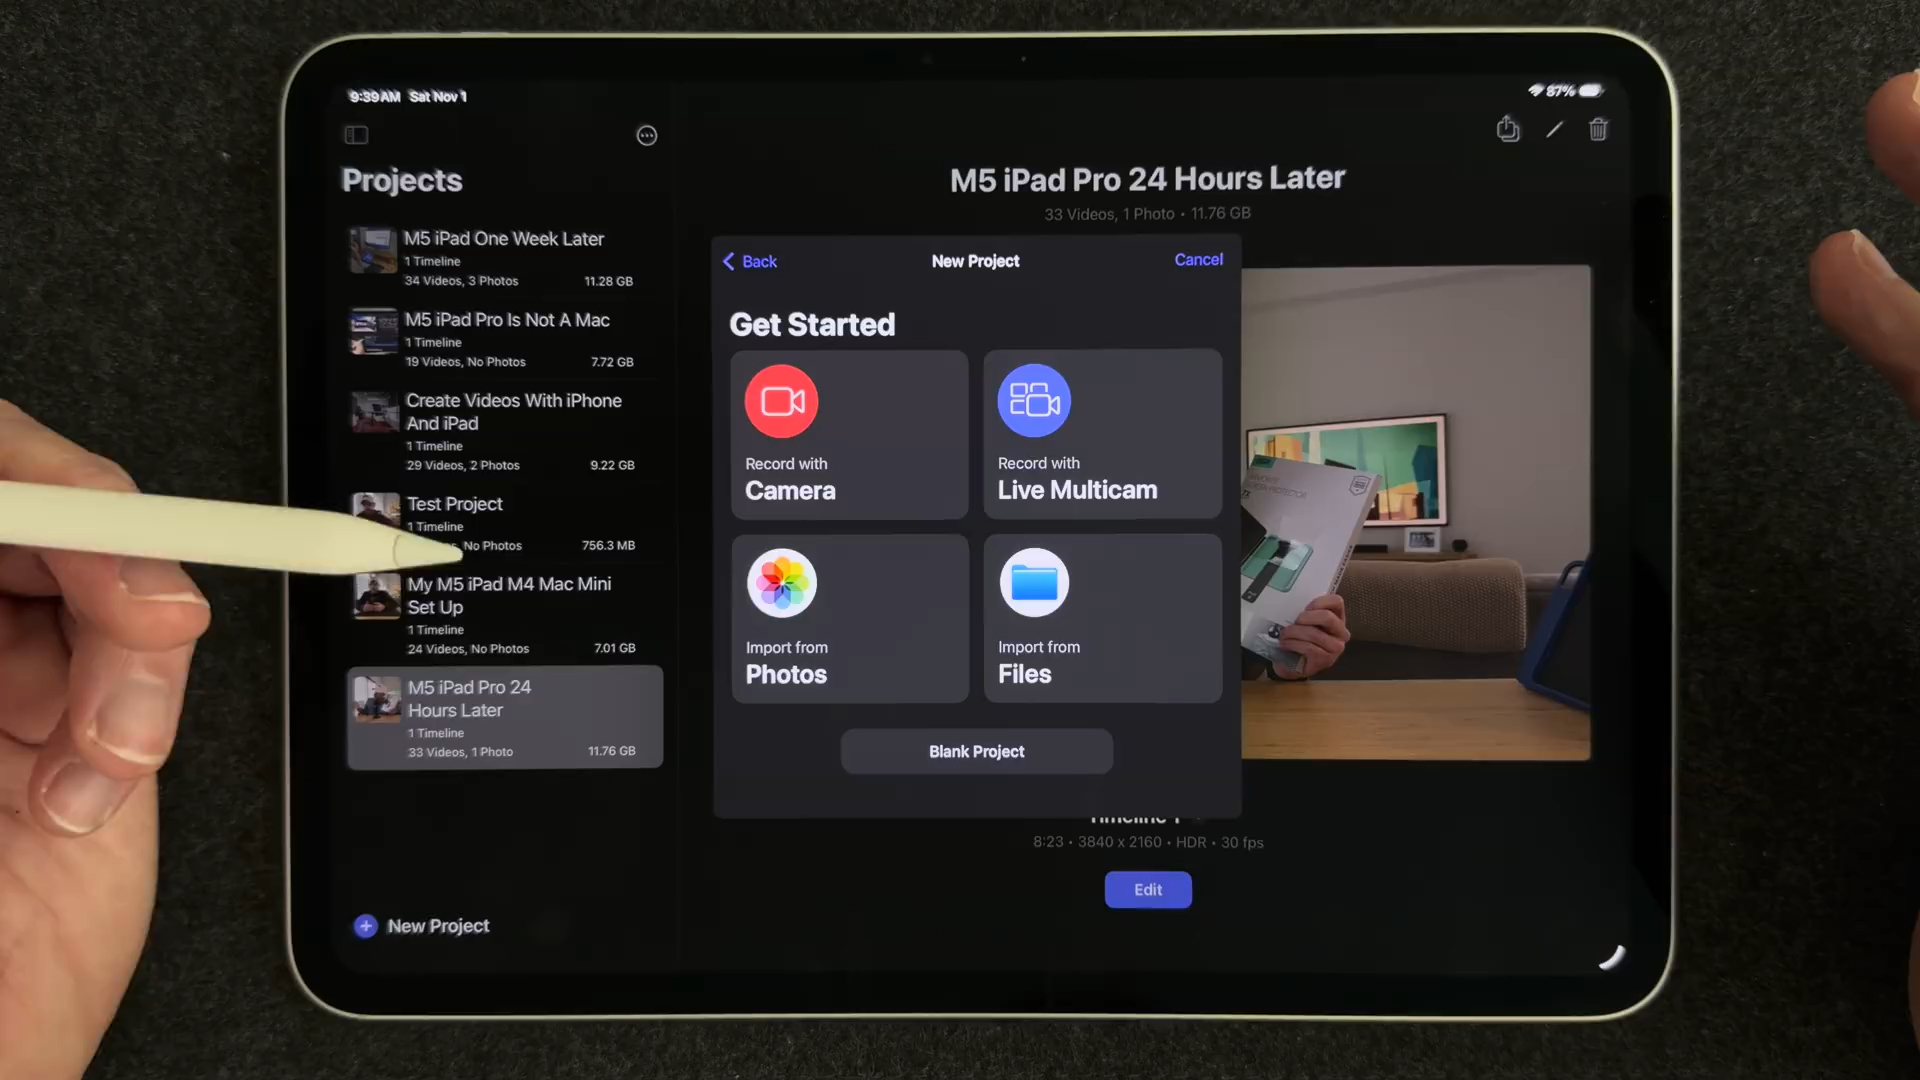 9:39 AM Sat Nov 1
87%
Projects
M5 iPad One Week Later
1 Timeline
34 Videos, 3 Photos 11.28 GB
M5 iPad Pro Is Not A Mac
1 Timeline
19 Videos, No Photos 7.72 GB
Create Videos With iPhone
And iPad
1 Timeline
29 Videos, 2 Photos 9.22 GB
Test Project
1 Timeline
No Photos 756.3 MB
My M5 iPad M4 Mac Mini
Set Up
1 Timeline
24 Videos, No Photos 7.01 GB
M5 iPad Pro 24
Hours Later
1 Timeline
33 Videos, 1 Photo 11.76 GB
New Project
M5 iPad Pro 24 Hours Later
33 Videos, 1 Photo • 11.76 GB
Back
New Project
Cancel
Get Started
Record with
Camera
Record with
Live Multicam
Import from
Photos
Import from
Files
Blank Project
Timeline 1
8:23 • 3840 x 2160 • HDR • 30 fps
Edit